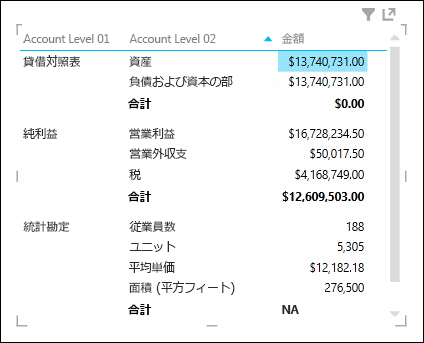 Account Level 01 Account Level 02 金額
貸借対照表 資産 $13,740,731.00
負債および資本の部 $13,740,731.00
合計 $0.00
純利益 営業利益 $16,728,234.50
営業外収支 $50,017.50
税 $4,168,749.00
合計 $12,609,503.00
統計勘定 従業員数 188
ユニット 5,305
平均単価 $12,182.18
面積 (平方フィート) 276,500
合計 NA